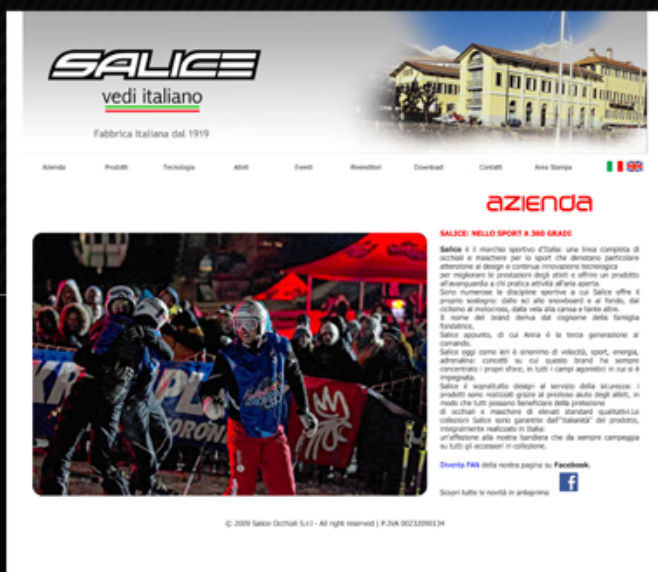 SALICE
vedi italiano
Fabbrica Italiana dal 1919
Azienda Prodotti Tecnologia Atleti Eventi Rivenditori Download Contatti Area Stampa
azienda
SALICE: NELLO SPORT A 360 GRADI
Salice è il marchio sportivo d'Italia: una linea completa di
occhiali e maschere per lo sport che denotano particolare
attenzione al design e continua innovazione tecnologica
per migliorare le prestazioni degli atleti e offrire un prodotto
all'avanguardia a chi pratica attività all'aria aperta.
Sono numerose le discipline sportive a cui Salice offre il
proprio sostegno: dallo sci allo snowboard e al fondo, dal
ciclismo al motocross, dalla vela alla canoa e tante altre.
Il nome del brand deriva dal cognome della famiglia
fondatrice,
Salice appunto, di cui Anna è la terza generazione al
comando.
Salice oggi come ieri è sinonimo di velocità, sport, energia,
adrenalina: concetti su cui questo brand ha sempre
concentrato i propri sforzi, in tutti i campi agonistici in cui si è
impegnata.
Salice è soprattutto design al servizio della sicurezza: i
prodotti sono realizzati grazie al prezioso aiuto degli atleti, in
modo che tutti possano beneficiare della protezione
di occhiali e maschere di elevati standard qualitativi.Le
collezioni Salice sono garantite dall'"italianità" del prodotto,
integralmente realizzato in Italia:
un'affezione alla nostra bandiera che da sempre campeggia
su tutti gli accessori in collezione.
Diventa FAN della nostra pagina su Facebook.
Scopri tutte le novità in anteprima
© 2009 Salice Occhiali S.r.l - All right reserved | P.IVA 00232090134